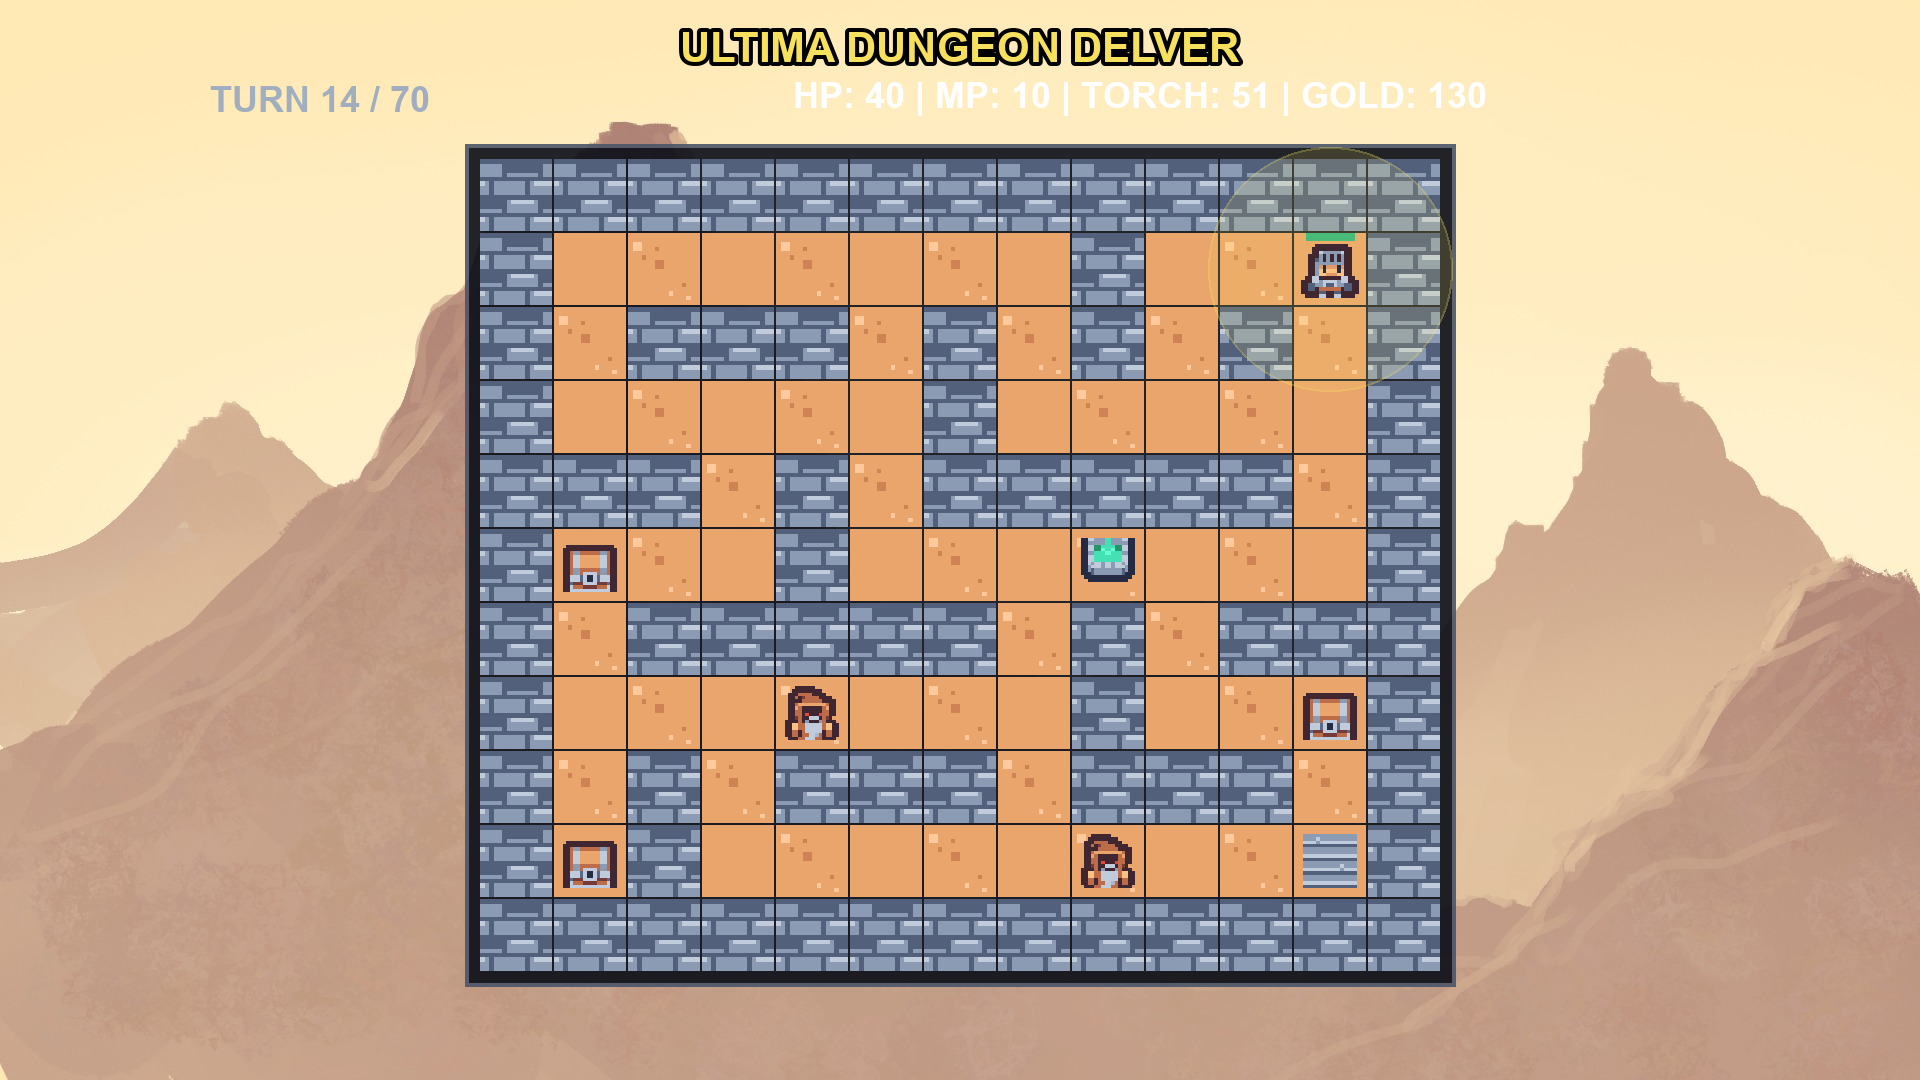 ULTIMA DUNGEON DELVER
TURN 14 / 70
HP: 40 | MP: 10 | TORCH: 51 | GOLD: 130